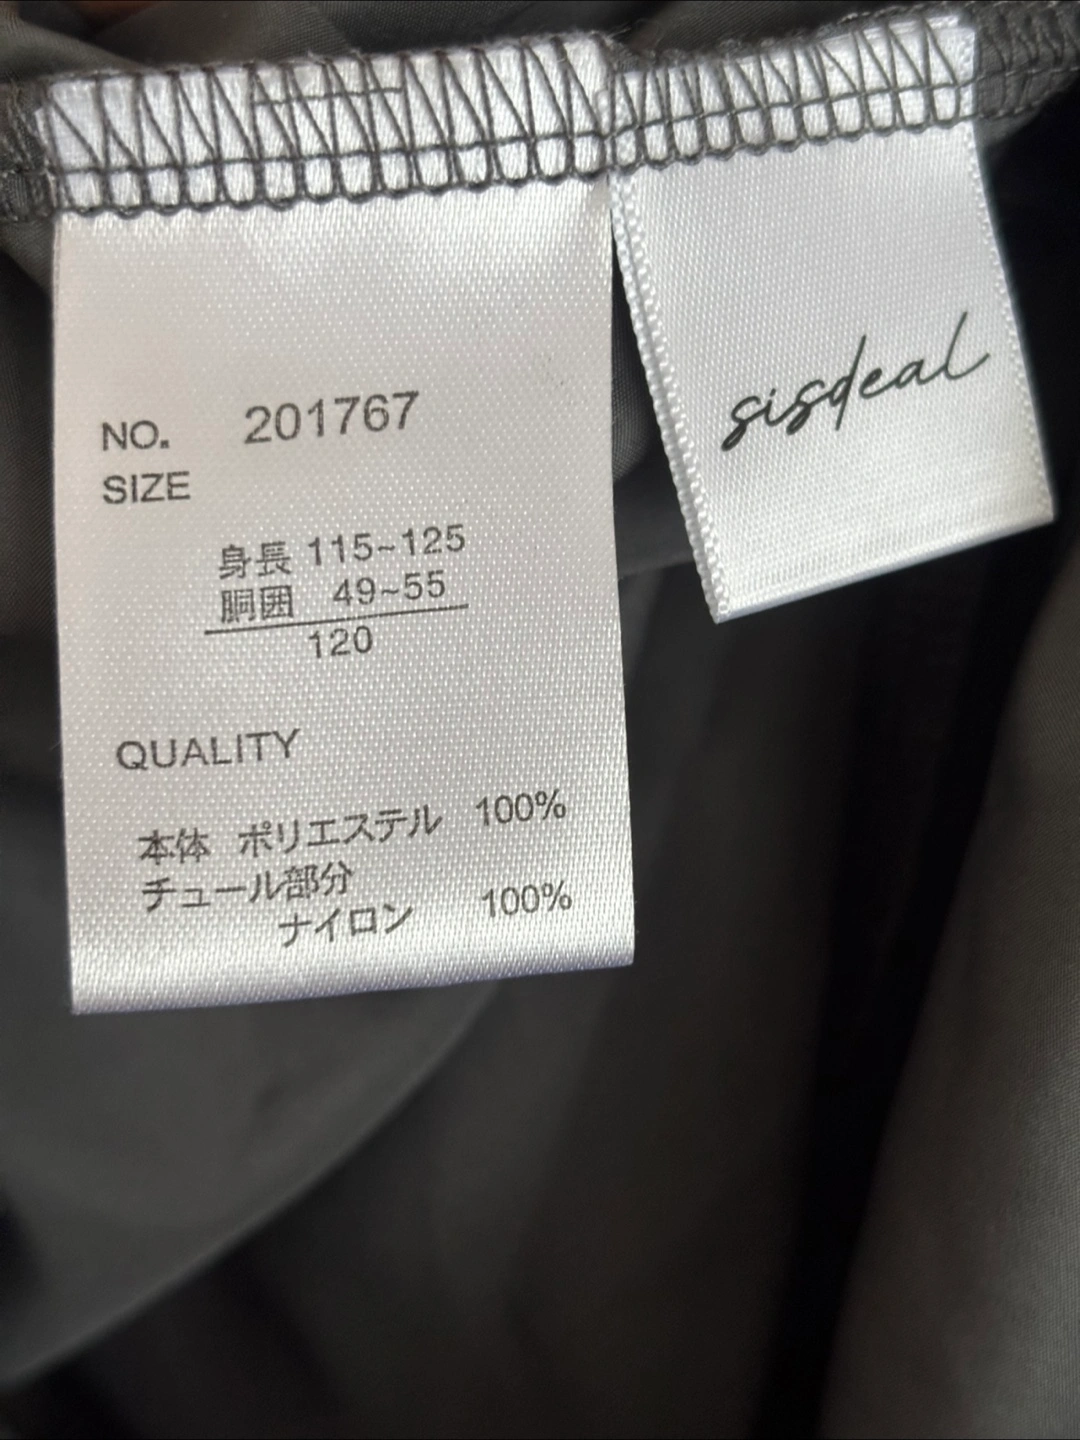 NO. 201767
SIZE
身長 115~125
胴囲 49~55
120
QUALITY
本体 ポリエステル 100%
チュール部分
ナイロン 100%
sisdeal